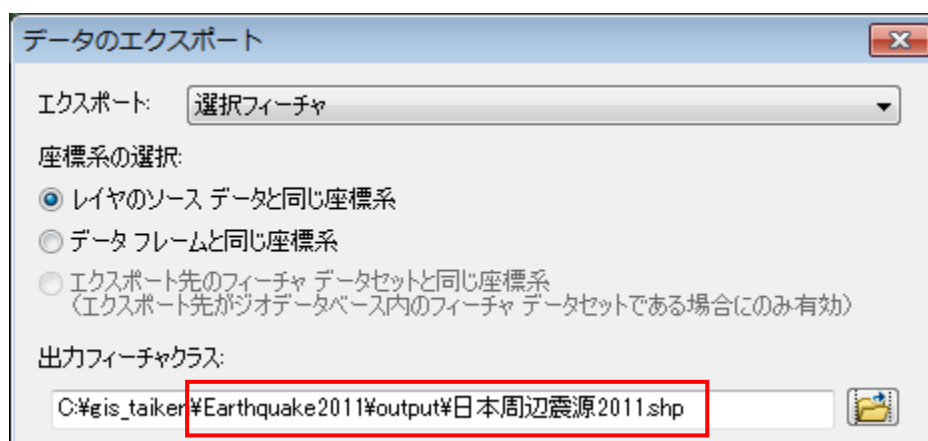 データのエクスポート
エクスポート: 選択フィーチャ
座標系の選択:
レイヤのソース データと同じ座標系
データ フレームと同じ座標系
エクスポート先のフィーチャ データセットと同じ座標系
(エクスポート先がジオデータベース内のフィーチャ データセットである場合にのみ有効)
出力フィーチャクラス:
C:¥gis_taiken¥Earthquake2011¥output¥日本周辺震源2011.shp